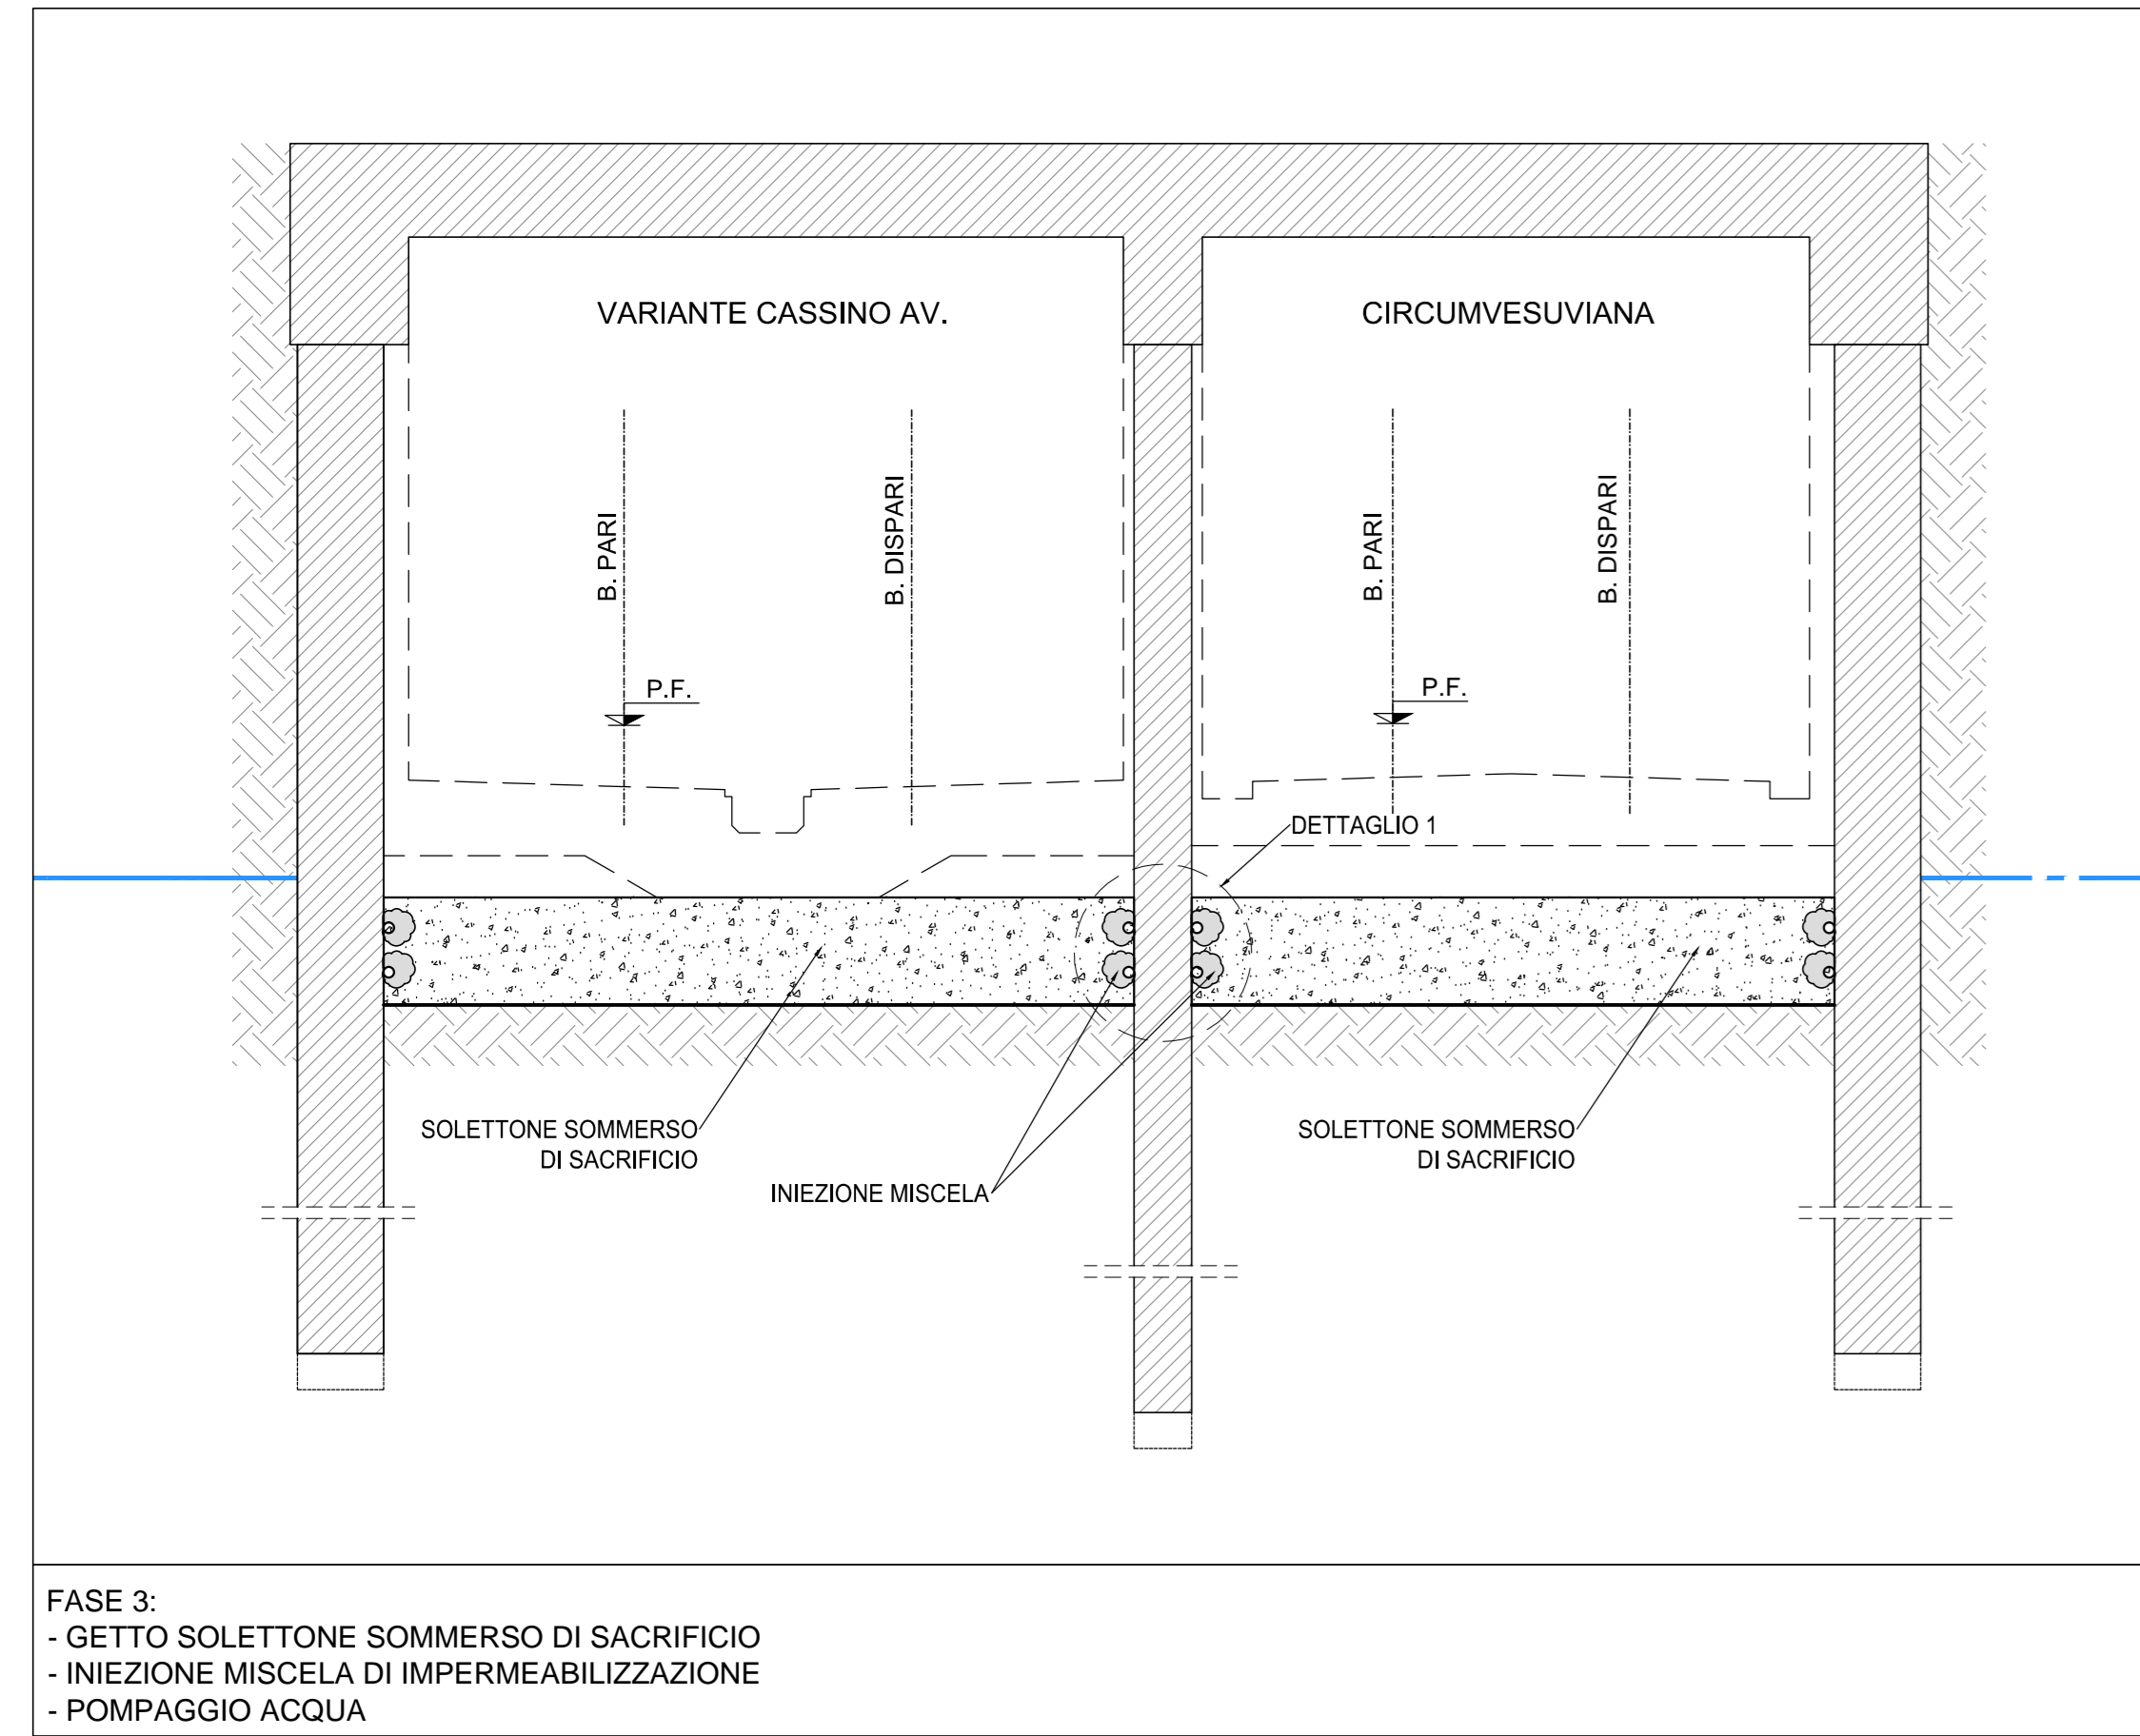 VARIANTE CASSINO AV.
CIRCUMVESUVIANA
B. PARI
B. DISPARI
B. PARI
B. DISPARI
P.F.
P.F.
DETTAGLIO 1
SOLETTONE SOMMERSO
DI SACRIFICIO
SOLETTONE SOMMERSO
DI SACRIFICIO
INIEZIONE MISCELA
FASE 3:
- GETTO SOLETTONE SOMMERSO DI SACRIFICIO
- INIEZIONE MISCELA DI IMPERMEABILIZZAZIONE
- POMPAGGIO ACQUA